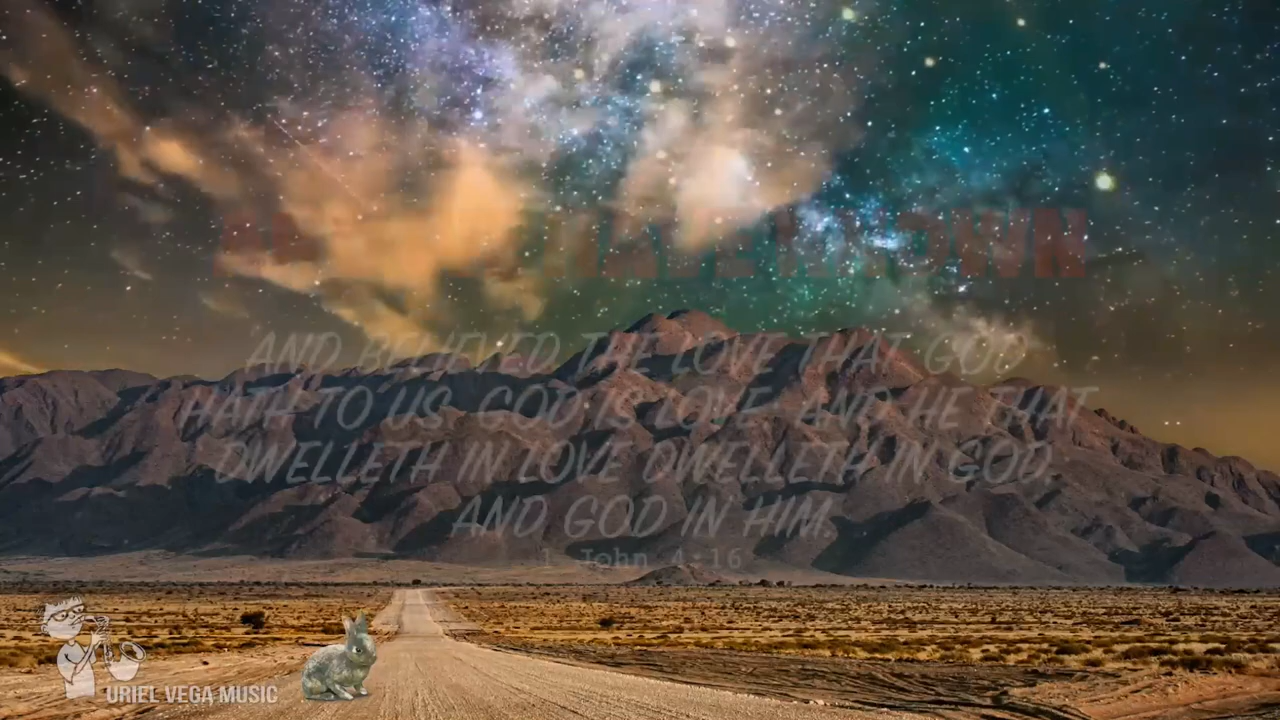 AND BELIEVED THE LOVE THAT GOD
HATH TO US. GOD IS LOVE; AND HE THAT
DWELLETH IN LOVE DWELLETH IN GOD,
AND GOD IN HIM.
1 John 4:16
URIEL VEGA MUSIC